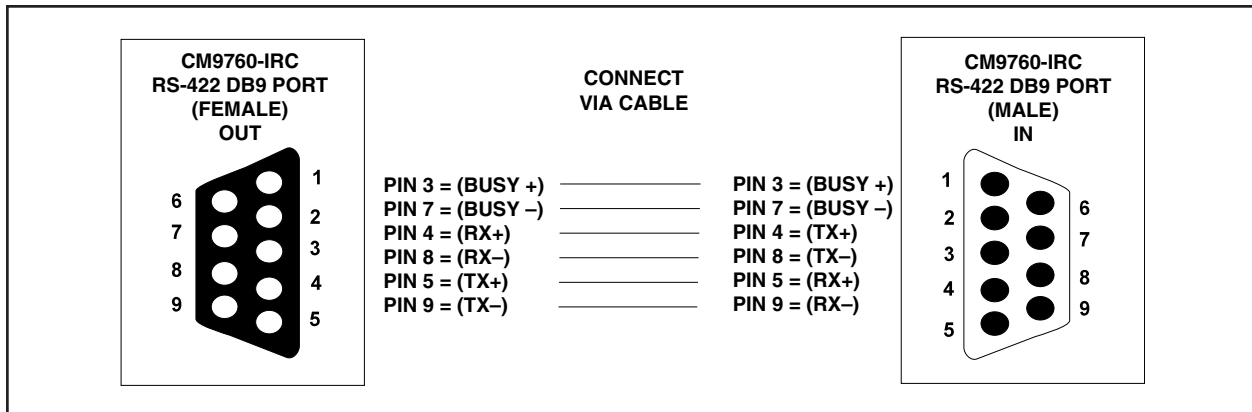 CM9760-IRC
RS-422 DB9 PORT
(FEMALE)
OUT
1
6
2
7
3
8
4
9
5
CONNECT
VIA CABLE
PIN 3 = (BUSY +)
PIN 7 = (BUSY –)
PIN 4 = (RX+)
PIN 8 = (RX–)
PIN 5 = (TX+)
PIN 9 = (TX–)
PIN 3 = (BUSY +)
PIN 7 = (BUSY –)
PIN 4 = (TX+)
PIN 8 = (TX–)
PIN 5 = (RX+)
PIN 9 = (RX–)
CM9760-IRC
RS-422 DB9 PORT
(MALE)
IN
1
6
2
7
3
8
4
9
5